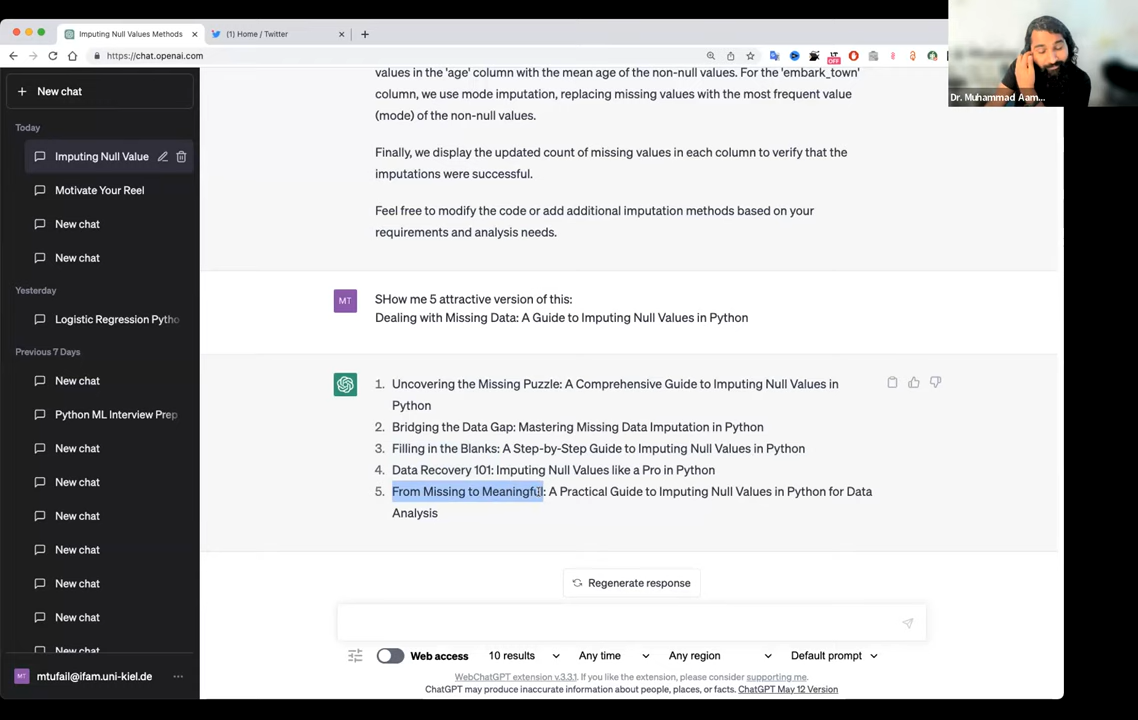 Imputing Null Values Methods
(1) Home / Twitter
https://chat.openai.com
OFF
Dr. Muhammad Aam...
New chat
Today
Imputing Null Value
Motivate Your Reel
New chat
New chat
Yesterday
Logistic Regression Pytho
Previous 7 Days
New chat
Python ML Interview Prep
New chat
New chat
New chat
New chat
New chat
New chat
New chat
MT
mtufail@ifam.uni-kiel.de
values in the 'age' column with the mean age of the non-null values. For the 'embark_town'
column, we use mode imputation, replacing missing values with the most frequent value
(mode) of the non-null values.
Finally, we display the updated count of missing values in each column to verify that the
imputations were successful.
Feel free to modify the code or add additional imputation methods based on your
requirements and analysis needs.
MT
SHow me 5 attractive version of this:
Dealing with Missing Data: A Guide to Imputing Null Values in Python
1. Uncovering the Missing Puzzle: A Comprehensive Guide to Imputing Null Values in
Python
2. Bridging the Data Gap: Mastering Missing Data Imputation in Python
3. Filling in the Blanks: A Step-by-Step Guide to Imputing Null Values in Python
4. Data Recovery 101: Imputing Null Values like a Pro in Python
5. From Missing to Meaningful: A Practical Guide to Imputing Null Values in Python for Data
Analysis
Regenerate response
Web access
10 results
Any time
Any region
Default prompt
WebChatGPT extension v.3.3.1. If you like the extension, please consider supporting me.
ChatGPT may produce inaccurate information about people, places, or facts. ChatGPT May 12 Version